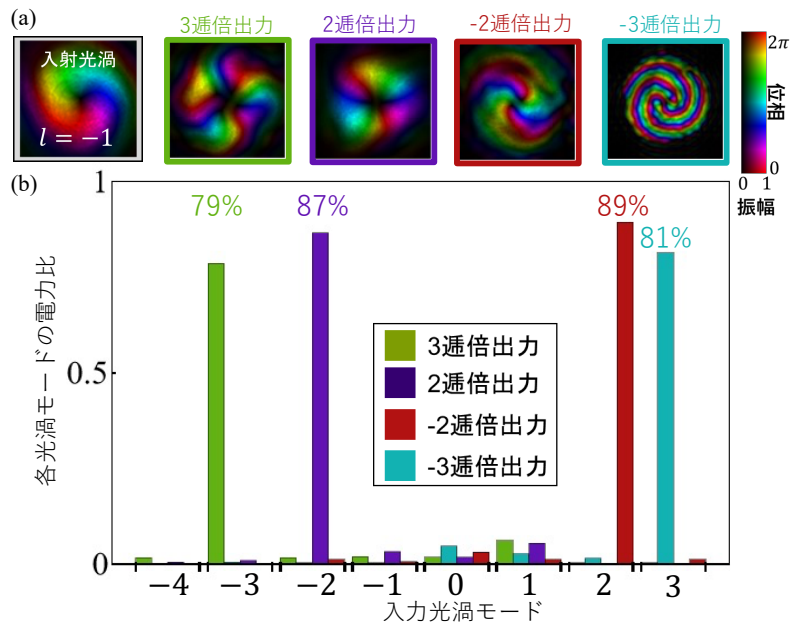 (a)
3逓倍出力
2逓倍出力
-2逓倍出力
-3逓倍出力
入射光渦
l = −1
2π
位相
0
0 1
振幅
(b)
1
79%
87%
89%
81%
各光渦モードの電力比
0.5
3逓倍出力
2逓倍出力
-2逓倍出力
-3逓倍出力
0
−4 −3 −2 −1 0 1 2 3
入力光渦モード